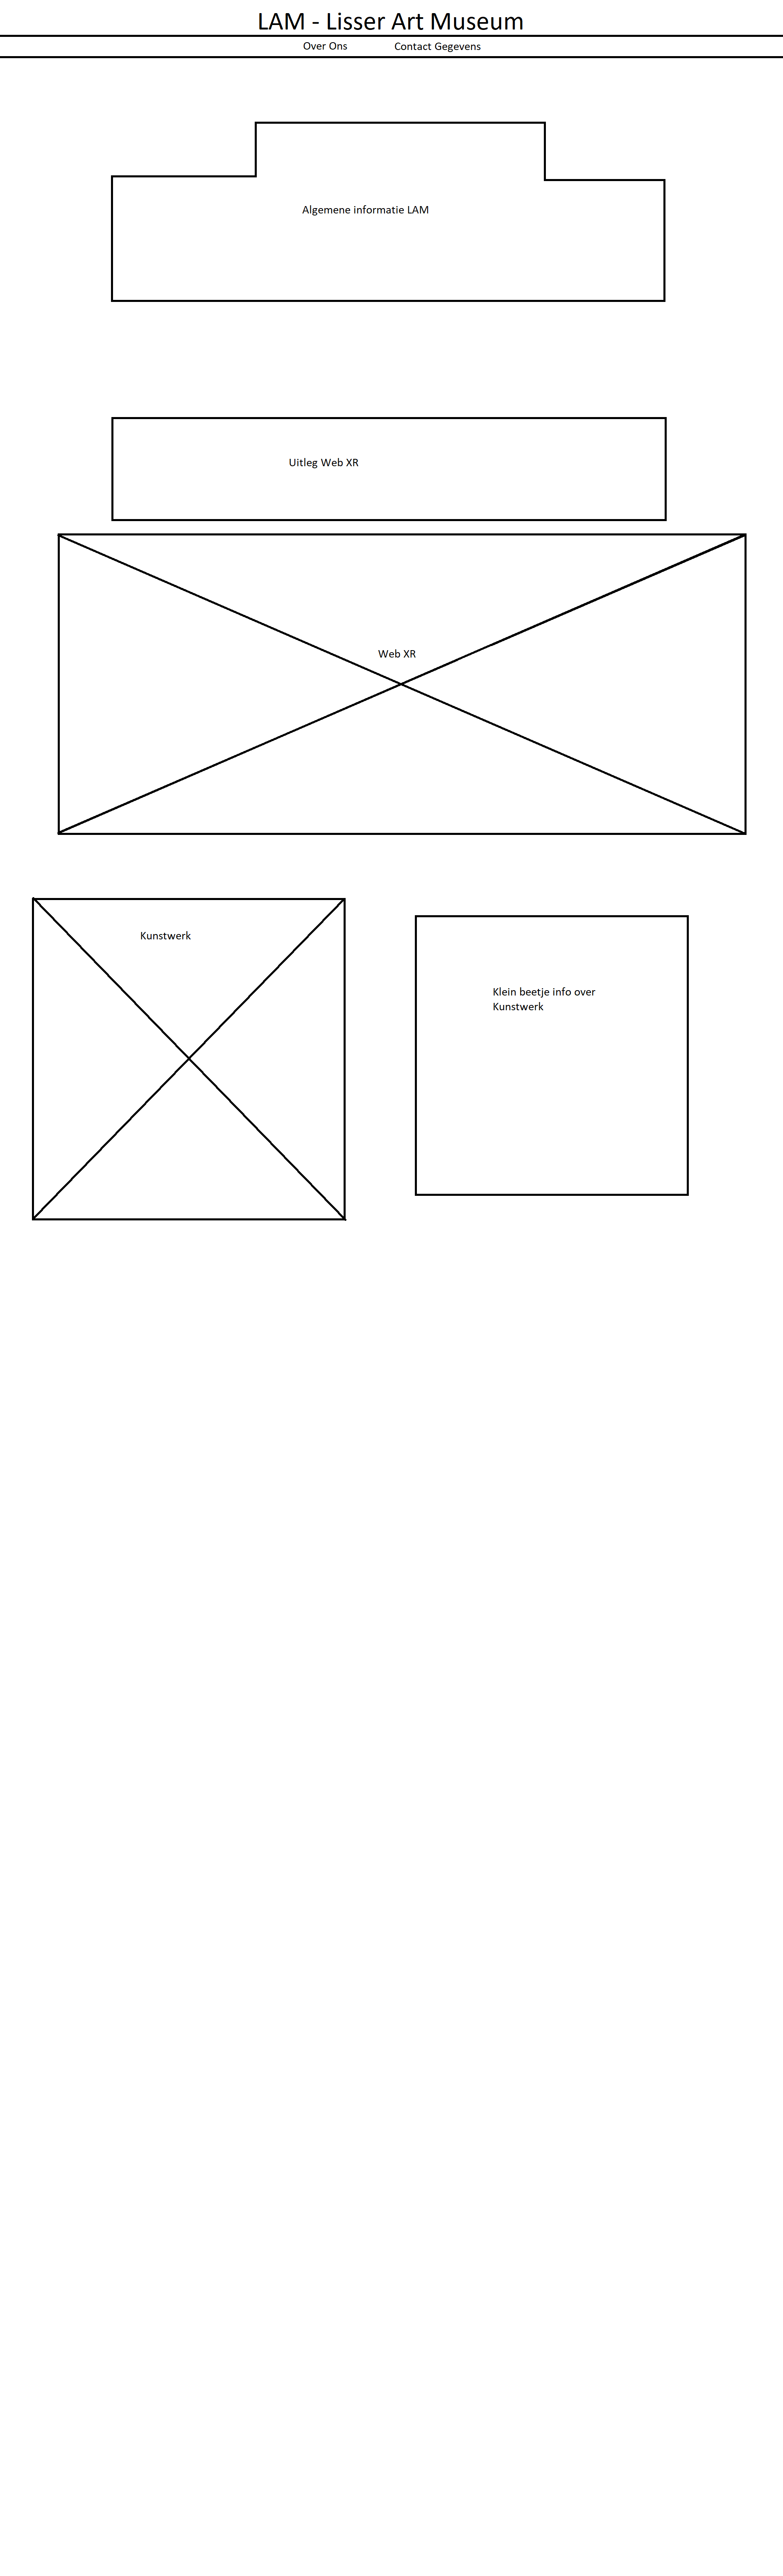 LAM - Lisser Art Museum
Over Ons
Contact Gegevens
Algemene informatie LAM
Uitleg Web XR
Web XR
Kunstwerk
Klein beetje info over
Kunstwerk